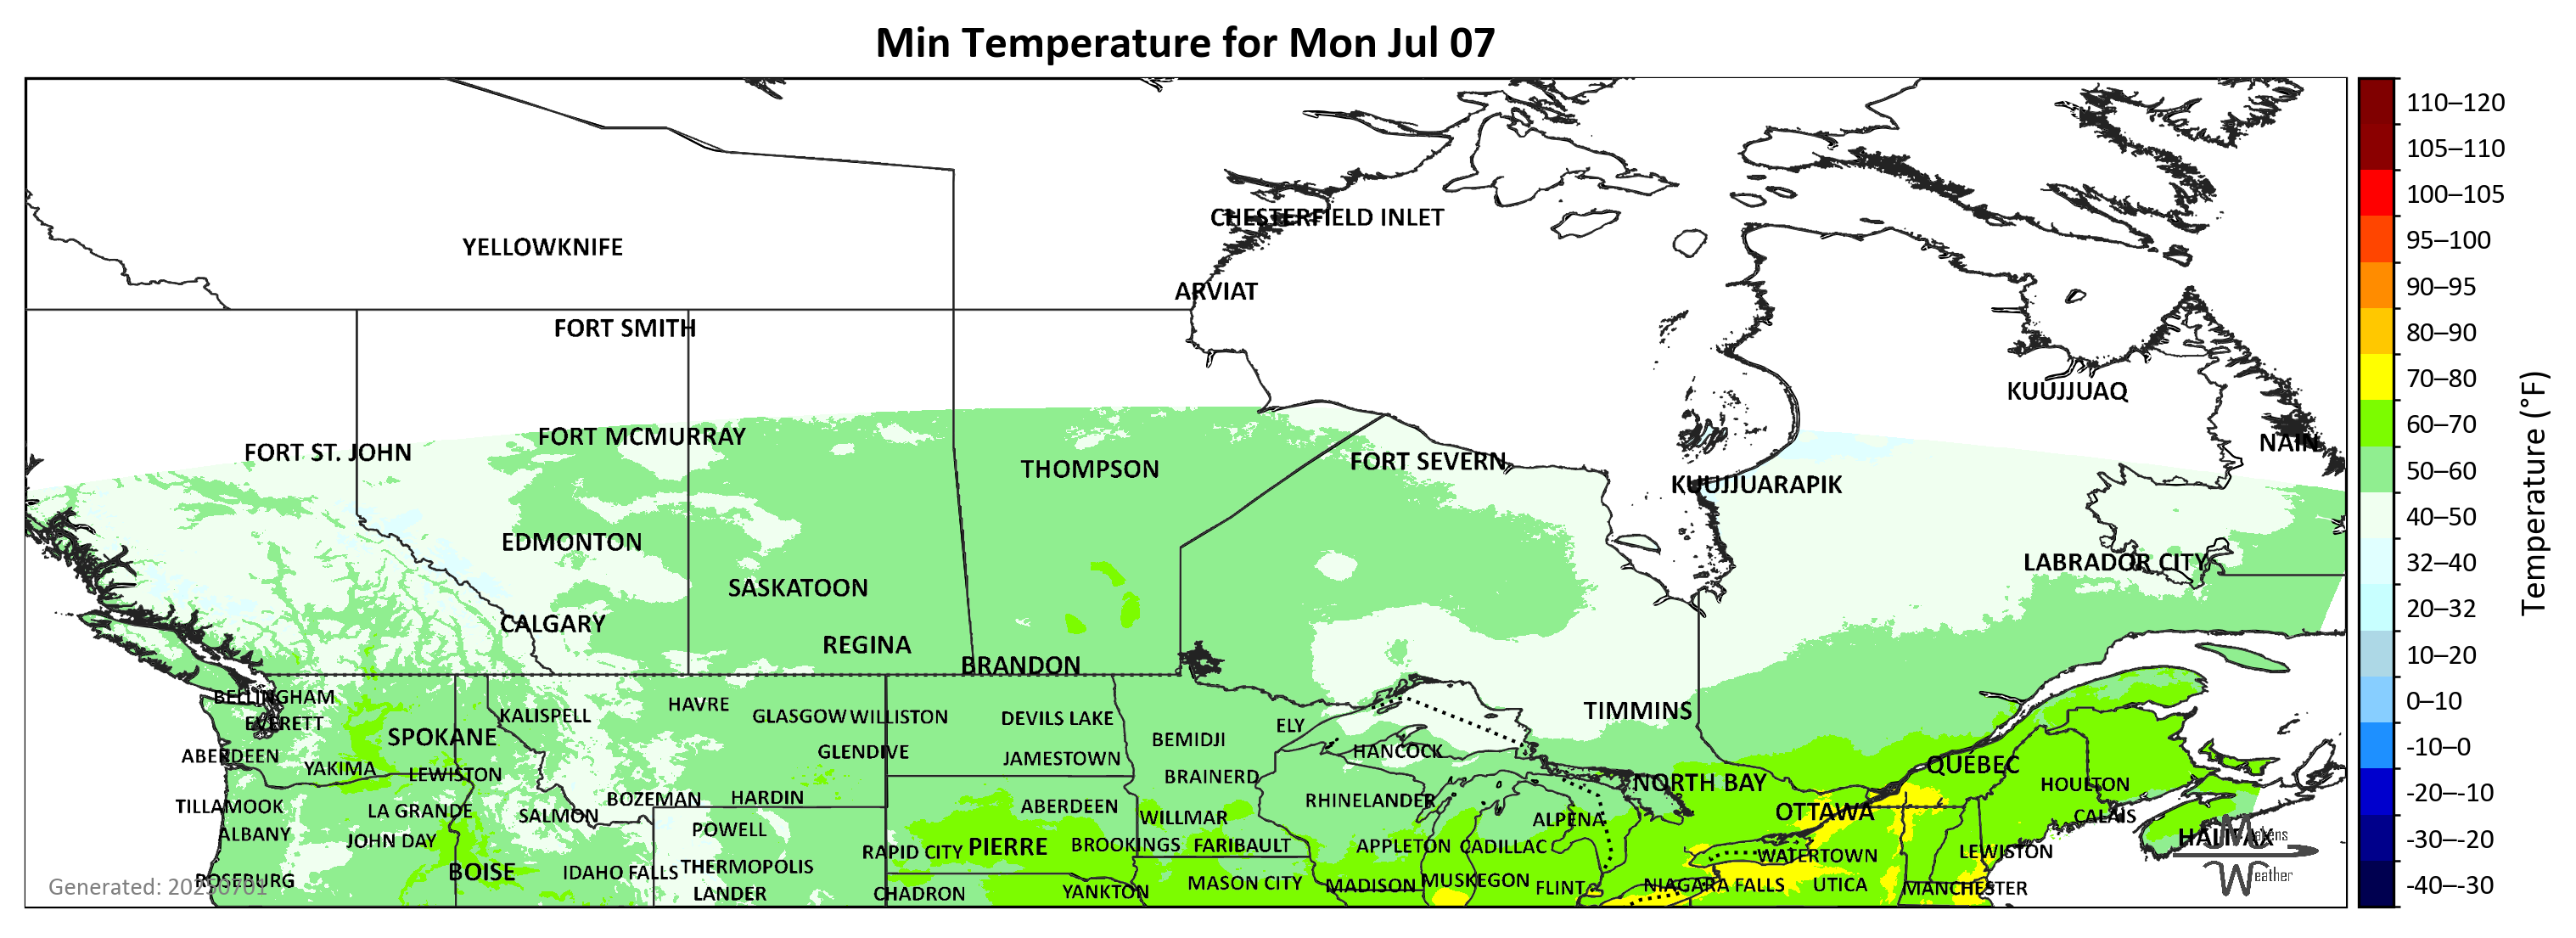 Min Temperature for Mon Jul 07
110–120
105–110
CHESTERFIELD INLET
100–105
YELLOWKNIFE
95–100
ARVIAT
90–95
FORT SMITH
80–90
KUUJJUAQ
70–80
FORT MCMURRAY
60–70
FORT ST. JOHN
NAIN
THOMPSON
FORT SEVERN
50–60
KUUJJUARAPIK
40–50
EDMONTON
LABRADOR CITY
32–40
SASKATOON
20–32
CALGARY
REGINA
BRANDON
10–20
BELLINGHAM
HAVRE
0–10
KALISPELL
GLASGOW
WILLISTON
DEVILS LAKE
TIMMINS
EVERETT
ELY
SPOKANE
BEMIDJI
-10–0
ABERDEEN
GLENDIVE
JAMESTOWN
HANCOCK
YAKIMA
LEWISTON
BRAINERD
QUÉBEC
NORTH BAY
HOULTON
-20–-10
TILLAMOOK
LA GRANDE
SALMON
BOZEMAN
HARDIN
ABERDEEN
RHINELANDER
OTTAWA
CALAIS
WILLMAR
ALPENA
ALBANY
JOHN DAY
POWELL
-30–-20
HALIFAX
Makens
Weather
RAPID CITY
PIERRE
BROOKINGS
FARIBAULT
APPLETON
CADILLAC
WATERTOWN
LEWISTON
BOISE
IDAHO FALLS
THERMOPOLIS
ROSEBURG
Generated: 20250701
LANDER
CHADRON
YANKTON
MASON CITY
MADISON
MUSKEGON
FLINT
NIAGARA FALLS
UTICA
MANCHESTER
-40–-30
Temperature (°F)